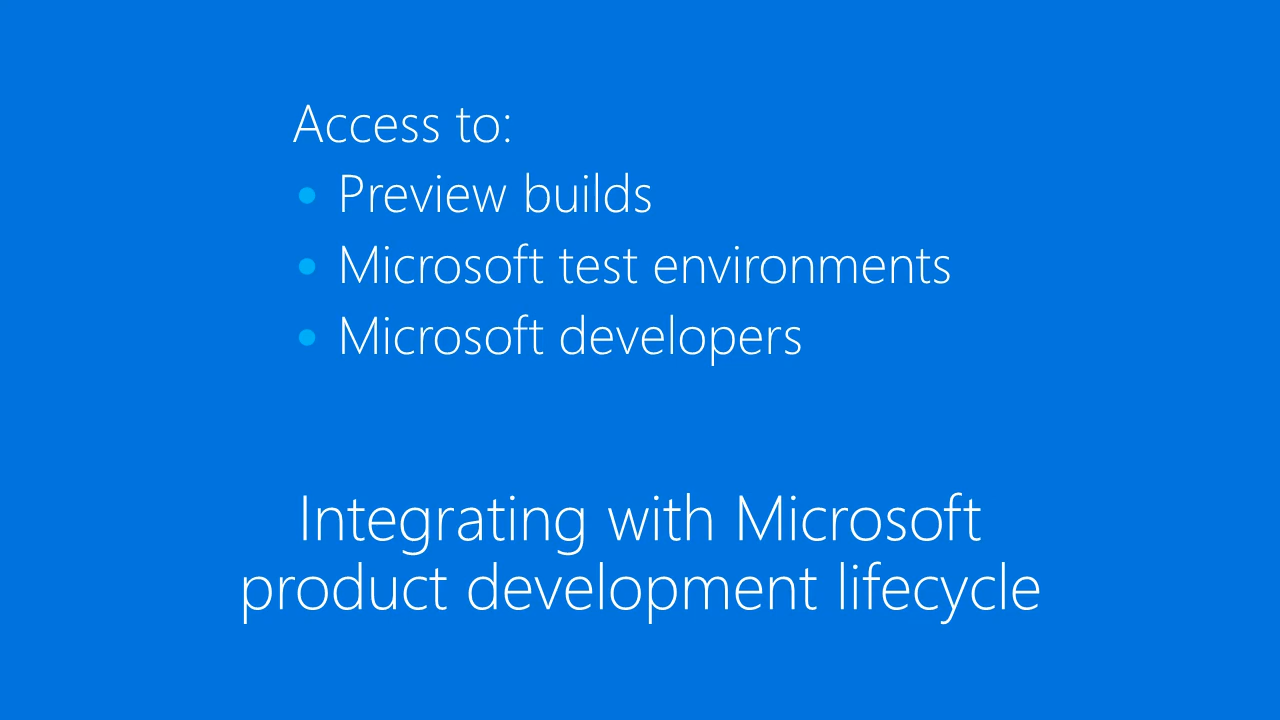 Access to:
• Preview builds
• Microsoft test environments
• Microsoft developers
Integrating with Microsoft
product development lifecycle